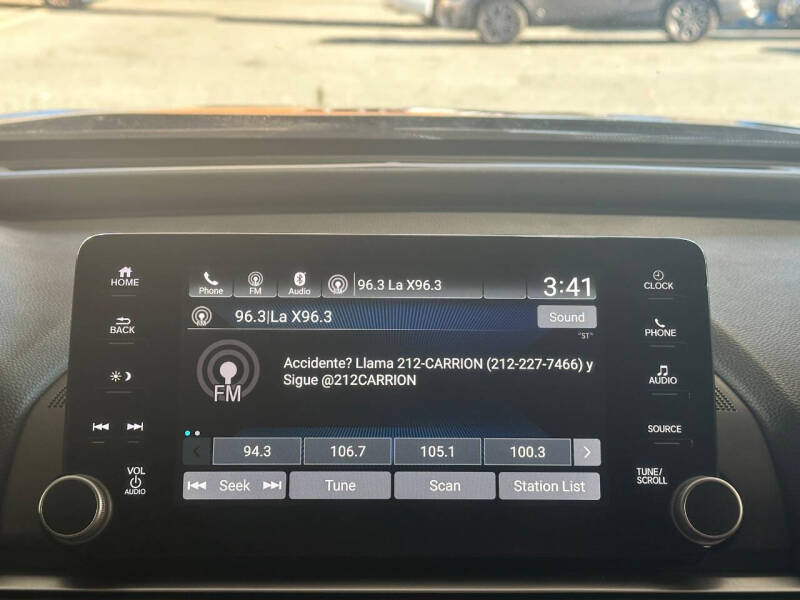 HOME
BACK
VOL
AUDIO
Phone
FM
Audio
96.3 La X96.3
3:41
96.3|La X96.3
Sound
"ST"
FM
Accidente? Llama 212-CARRION (212-227-7466) y
Sigue @212CARRION
94.3
106.7
105.1
100.3
Seek
Tune
Scan
Station List
CLOCK
PHONE
AUDIO
SOURCE
TUNE/
SCROLL